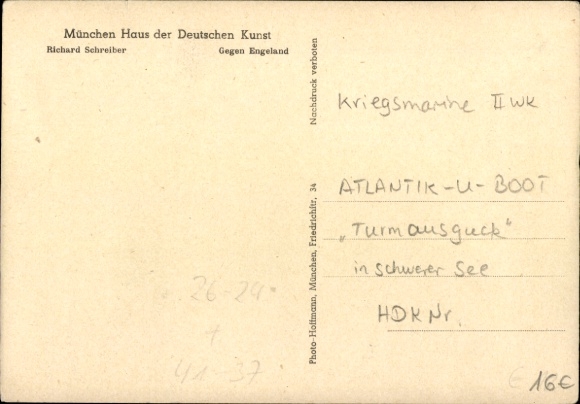 München Haus der Deutschen Kunst
Richard Schreiber Gegen Engeland
Nachdruck verboten
Photo-Hoffmann, München, Friedrichstr. 34
Kriegsmarine II WK
ATLANTIK-U-BOOT
„Turmausguck"
in schwerer See
HDK Nr.
26-29
+
41 37
16€